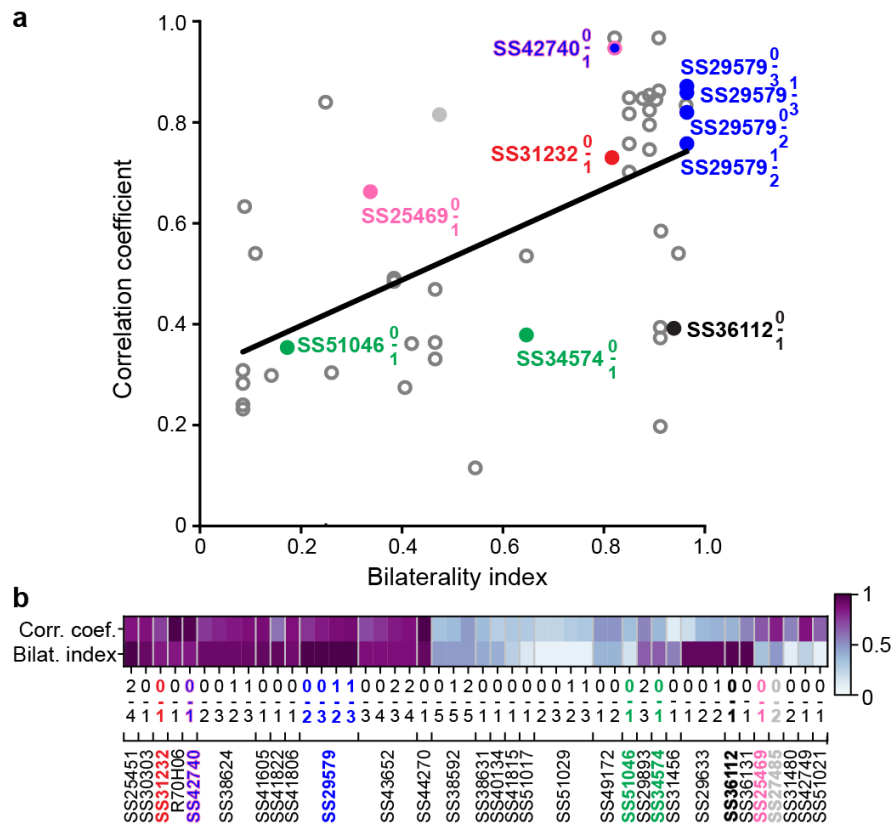 a
Correlation coefficient
1.0
0.8
0.6
0.4
0.2
0
0
0.2
0.4
0.6
0.8
1.0
Bilaterality index
SS42740 0-1
SS29579 0-3
SS29579 1-3
SS29579 0-2
SS29579 1-2
SS31232 0-1
SS25469 0-1
SS51046 0-1
SS34574 0-1
SS36112 0-1
b
Corr. coef.
Bilat. index
1
0.5
0
SS25451
SS30303
SS31232
R70H06
SS42740
SS38624
SS41605
SS41822
SS41806
SS29579
SS43652
SS44270
SS38592
SS38631
SS40134
SS41815
SS51017
SS51029
SS49172
SS51046
SS29893
SS34574
SS31456
SS29633
SS36112
SS36131
SS25469
SS27485
SS31480
SS42749
SS51021